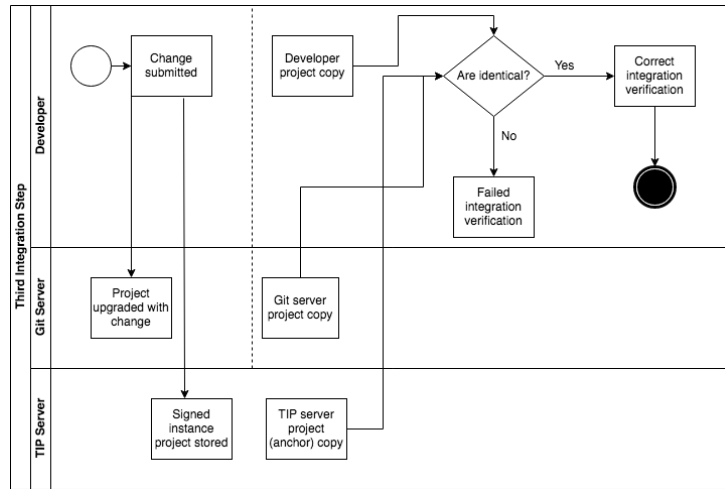 Third Integration Step
Developer
Change
submitted
Developer
project copy
Are identical?
Yes
Correct
integration
verification
No
Failed
integration
verification
Git Server
Project
upgraded with
change
Git server
project copy
TIP Server
Signed
instance
project stored
TIP server
project
(anchor) copy